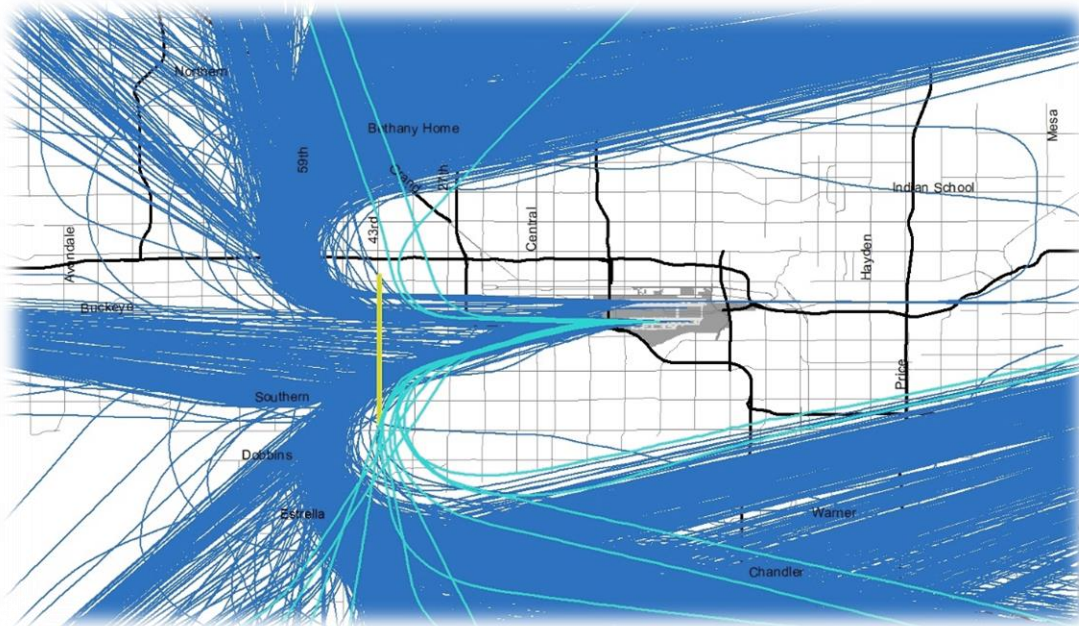 Northern
Bethany Home
59th
Grand
27th
Indian School
Mesa
43rd
Central
Avondale
Hayden
Buckeye
Price
Southern
Dobbins
Estrella
Warner
Chandler